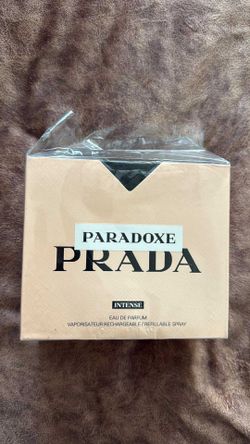 PARADOXE
PRADA
INTENSE
EAU DE PARFUM
VAPORISATEUR RECHARGEABLE / REFILLABLE SPRAY